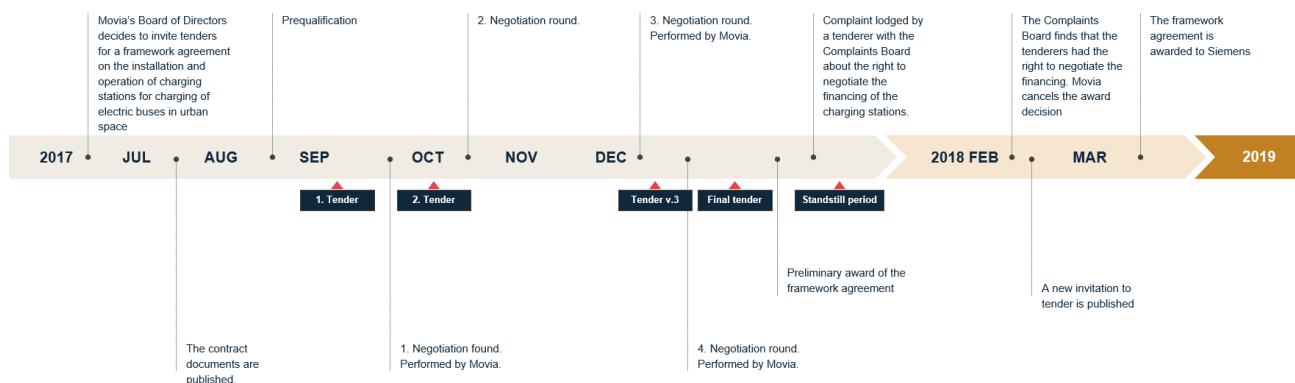 Movia's Board of Directors
decides to invite tenders
for a framework agreement
on the installation and
operation of charging
stations for charging of
electric buses in urban
space
Prequalification
2. Negotiation round.
3. Negotiation round.
Performed by Movia.
Complaint lodged by
a tenderer with the
Complaints Board
about the right to
negotiate the
financing of the
charging stations.
The Complaints
Board finds that the
tenderers had the
right to negotiate the
financing. Movia
cancels the award
decision
The framework
agreement is
awarded to Siemens
2017 JUL AUG SEP OCT NOV DEC 2018 FEB MAR 2019
1. Tender
2. Tender
Tender v.3
Final tender
Standstill period
Preliminary award of the
framework agreement
A new invitation to
tender is published
The contract
documents are
published.
1. Negotiation found.
Performed by Movia.
4. Negotiation round.
Performed by Movia.